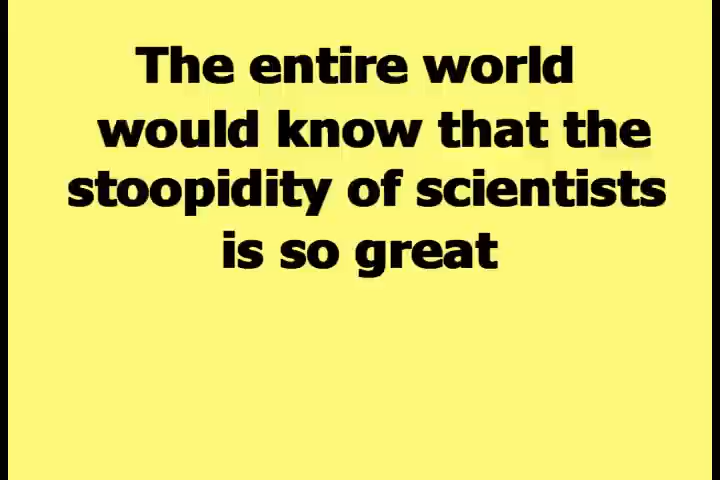 The entire world
would know that the
stoopidity of scientists
is so great